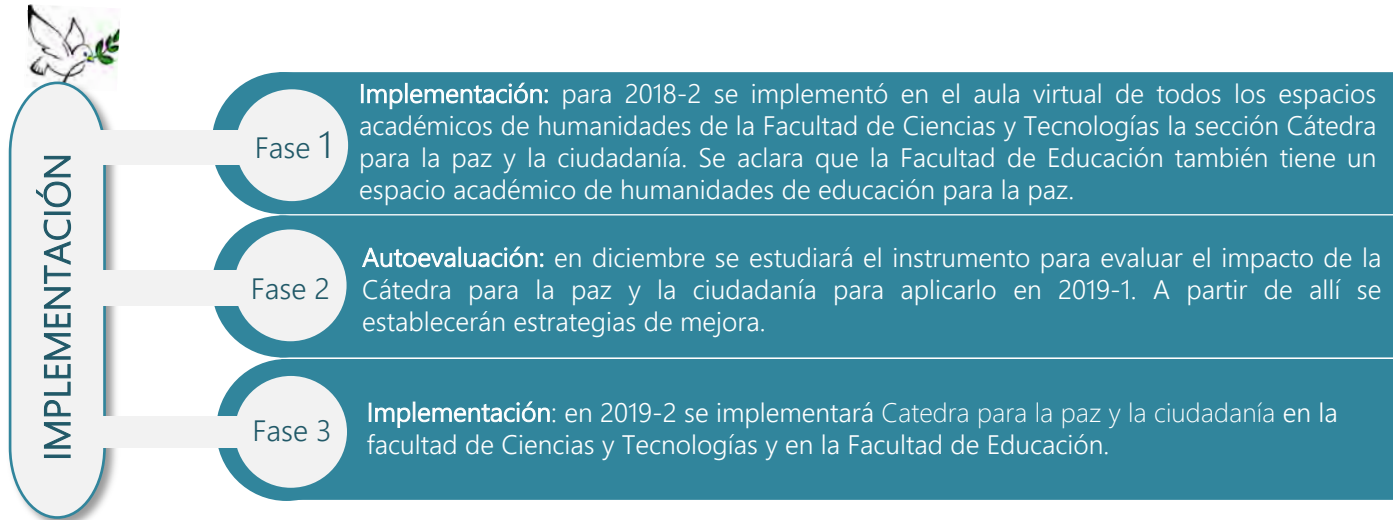 IMPLEMENTACIÓN
Fase 1
Implementación: para 2018-2 se implementó en el aula virtual de todos los espacios
académicos de humanidades de la Facultad de Ciencias y Tecnologías la sección Cátedra
para la paz y la ciudadanía. Se aclara que la Facultad de Educación también tiene un
espacio académico de humanidades de educación para la paz.
Fase 2
Autoevaluación: en diciembre se estudiará el instrumento para evaluar el impacto de la
Cátedra para la paz y la ciudadanía para aplicarlo en 2019-1. A partir de allí se
establecerán estrategias de mejora.
Fase 3
Implementación: en 2019-2 se implementará Catedra para la paz y la ciudadanía en la
facultad de Ciencias y Tecnologías y en la Facultad de Educación.